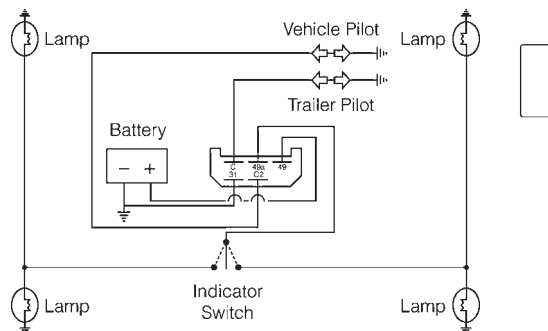 Vehicle Pilot
Lamp
Lamp
Trailer Pilot
Battery
− +
C 49a 49
31 C2
Indicator
Switch
Lamp
Lamp